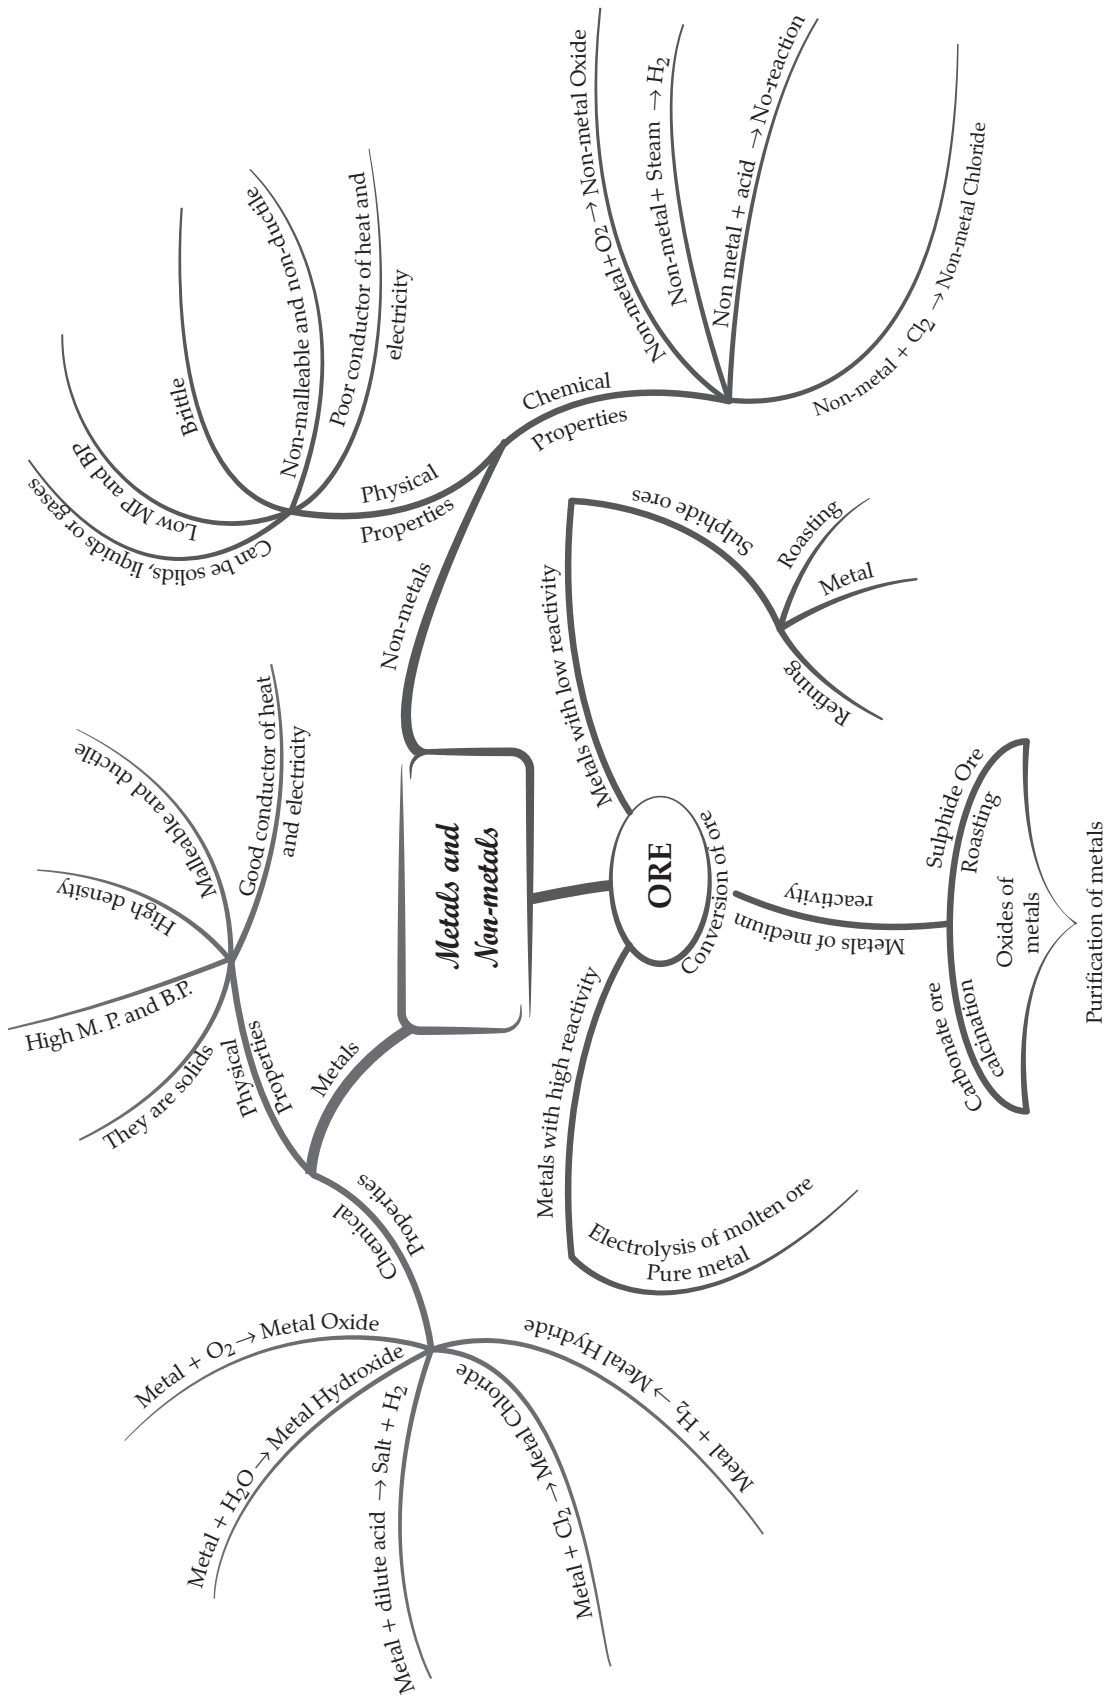 Metals and
Non-metals
Metals
Physical
Properties
They are solids
High M. P. and B.P.
High density
Malleable and ductile
Good conductor of heat
and electricity
Chemical
Properties
Metal + O2 → Metal Oxide
Metal + H2O → Metal Hydroxide
Metal + dilute acid → Salt + H2
Metal + Cl2 → Metal Chloride
Metal + H2 → Metal Hydride
Non-metals
Physical
Properties
Can be solids, liquids or gases
Low MP and BP
Brittle
Non-malleable and non-ductile
Poor conductor of heat and
electricity
Chemical
Properties
Non-metal+O2 → Non-metal Oxide
Non-metal+ Steam → H2
Non metal + acid → No-reaction
Non-metal + Cl2 → Non-metal Chloride
ORE
Conversion of ore
Metals with high reactivity
Electrolysis of molten ore
Pure metal
Metals of medium
reactivity
Carbonate ore
calcination
Sulphide Ore
Roasting
Oxides of
metals
Purification of metals
Metals with low reactivity
Sulphide ores
Roasting
Metal
Refining